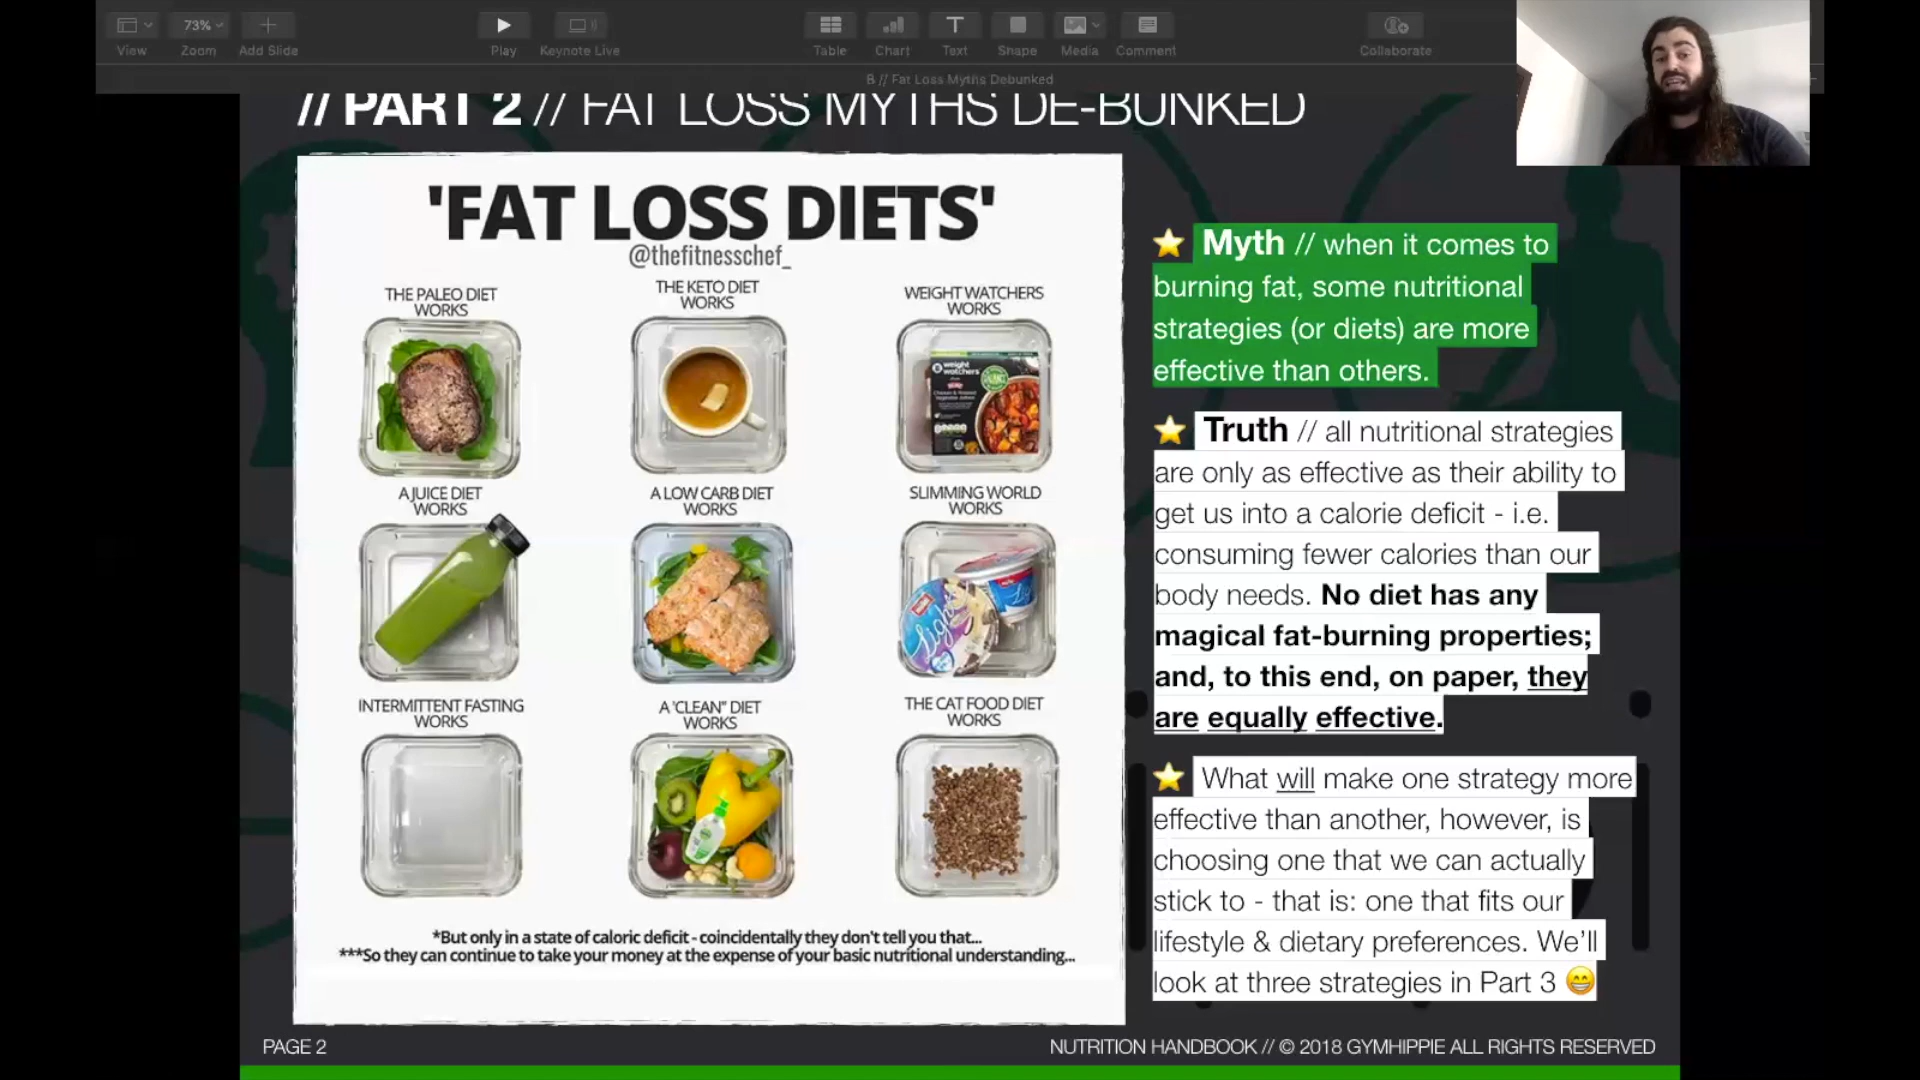 View
73%
Zoom
Add Slide
Play
Keynote Live
Table
Chart
Text
Shape
Media
Comment
Collaborate
B // Fat Loss Myths Debunked
// PART 2 // FAT LOSS MYTHS DE-BUNKED
'FAT LOSS DIETS'
@thefitnesschef_
THE PALEO DIET
WORKS
THE KETO DIET
WORKS
WEIGHT WATCHERS
WORKS
weight
watchers
A JUICE DIET
WORKS
A LOW CARB DIET
WORKS
SLIMMING WORLD
WORKS
Light
INTERMITTENT FASTING
WORKS
A 'CLEAN" DIET
WORKS
THE CAT FOOD DIET
WORKS
*But only in a state of caloric deficit - coincidentally they don't tell you that...
***So they can continue to take your money at the expense of your basic nutritional understanding...
⭐ Myth // when it comes to
burning fat, some nutritional
strategies (or diets) are more
effective than others.
⭐ Truth // all nutritional strategies
are only as effective as their ability to
get us into a calorie deficit - i.e.
consuming fewer calories than our
body needs. No diet has any
magical fat-burning properties;
and, to this end, on paper, they
are equally effective.
⭐ What will make one strategy more
effective than another, however, is
choosing one that we can actually
stick to - that is: one that fits our
lifestyle & dietary preferences. We'll
look at three strategies in Part 3 😁
PAGE 2
NUTRITION HANDBOOK // © 2018 GYMHIPPIE ALL RIGHTS RESERVED